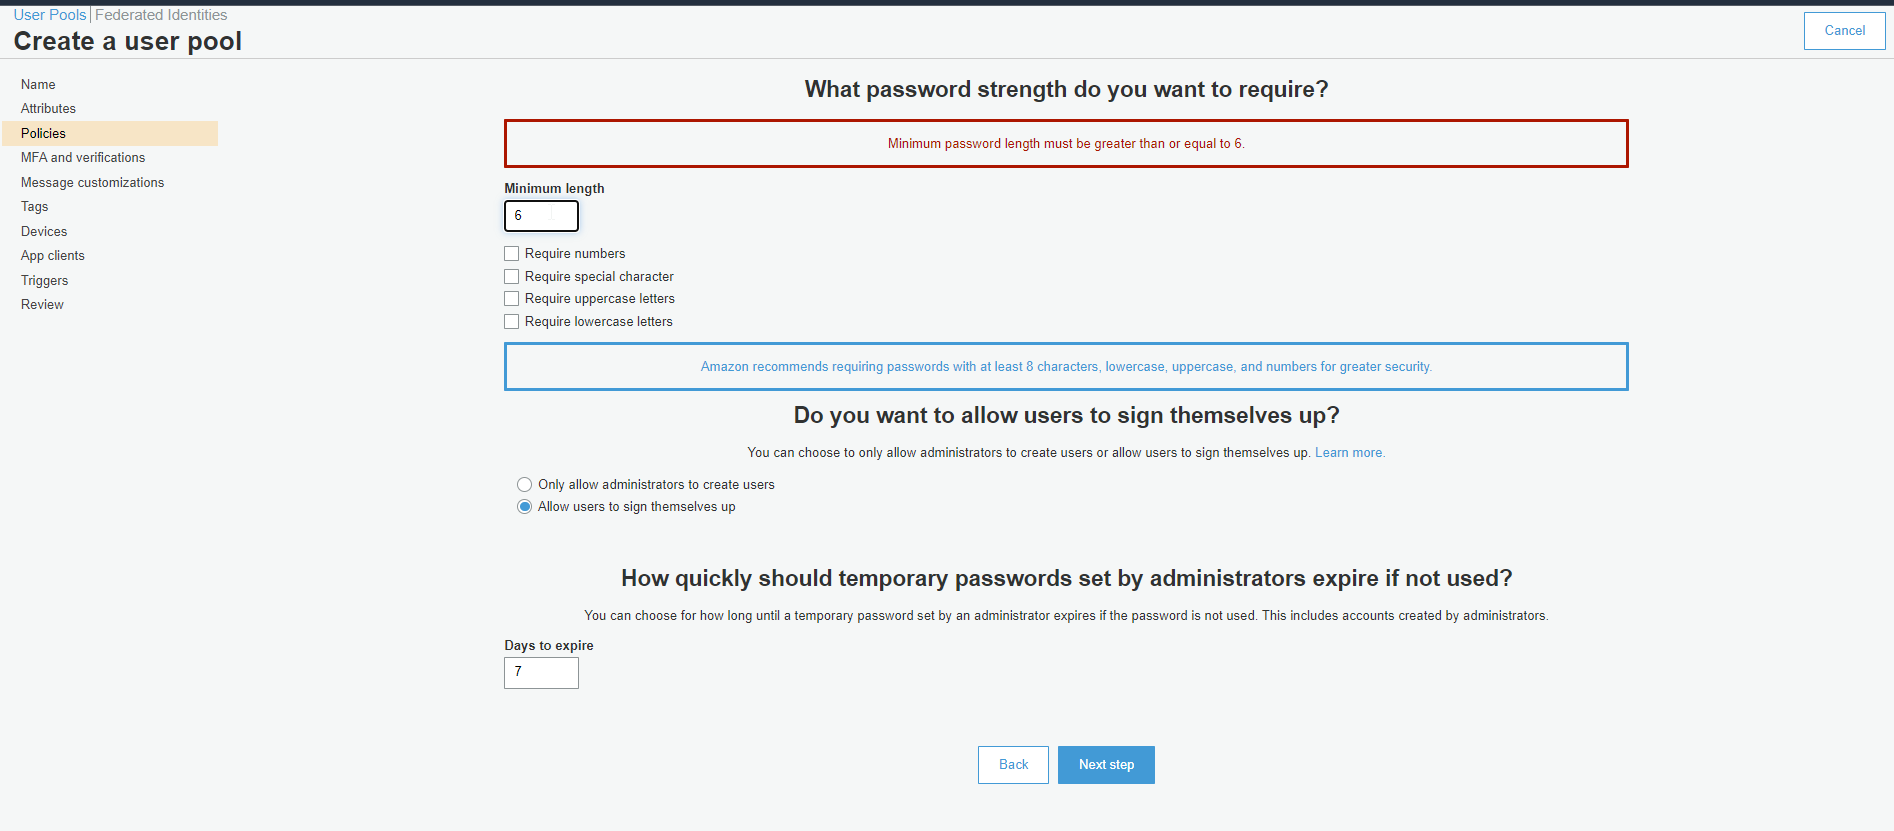 User Pools | Federated Identities
Create a user pool
Cancel
Name
Attributes
Policies
MFA and verifications
Message customizations
Tags
Devices
App clients
Triggers
Review
What password strength do you want to require?
Minimum password length must be greater than or equal to 6.
Minimum length
6
Require numbers
Require special character
Require uppercase letters
Require lowercase letters
Amazon recommends requiring passwords with at least 8 characters, lowercase, uppercase, and numbers for greater security.
Do you want to allow users to sign themselves up?
You can choose to only allow administrators to create users or allow users to sign themselves up. Learn more.
Only allow administrators to create users
Allow users to sign themselves up
How quickly should temporary passwords set by administrators expire if not used?
You can choose for how long until a temporary password set by an administrator expires if the password is not used. This includes accounts created by administrators.
Days to expire
7
Back
Next step